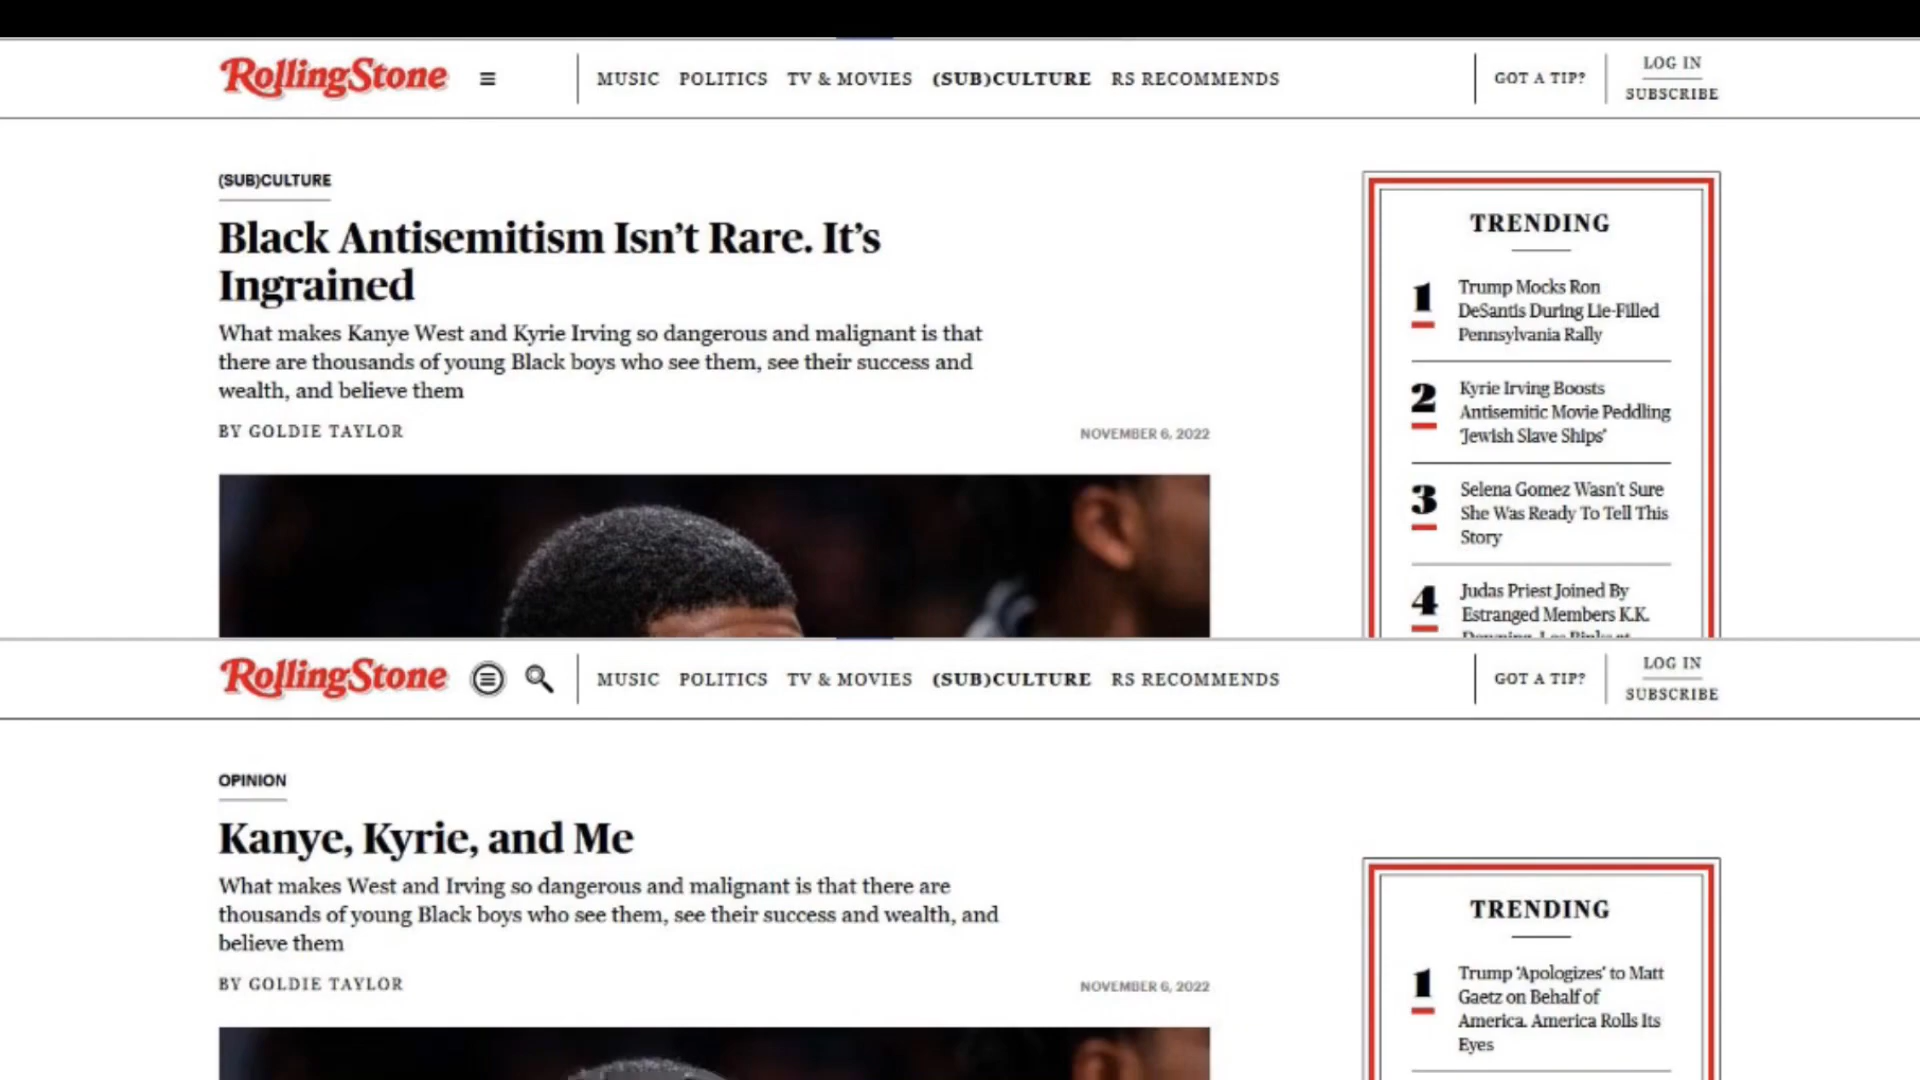 RollingStone
MUSIC POLITICS TV & MOVIES (SUB)CULTURE RS RECOMMENDS
GOT A TIP?
LOG IN
SUBSCRIBE
(SUB)CULTURE
Black Antisemitism Isn't Rare. It's
Ingrained
What makes Kanye West and Kyrie Irving so dangerous and malignant is that
there are thousands of young Black boys who see them, see their success and
wealth, and believe them
BY GOLDIE TAYLOR
NOVEMBER 6, 2022
TRENDING
1
Trump Mocks Ron
DeSantis During Lie-Filled
Pennsylvania Rally
2
Kyrie Irving Boosts
Antisemitic Movie Peddling
'Jewish Slave Ships'
3
Selena Gomez Wasn't Sure
She Was Ready To Tell This
Story
4
Judas Priest Joined By
Estranged Members K.K.
RollingStone
MUSIC POLITICS TV & MOVIES (SUB)CULTURE RS RECOMMENDS
GOT A TIP?
LOG IN
SUBSCRIBE
OPINION
Kanye, Kyrie, and Me
What makes West and Irving so dangerous and malignant is that there are
thousands of young Black boys who see them, see their success and wealth, and
believe them
BY GOLDIE TAYLOR
NOVEMBER 6, 2022
TRENDING
1
Trump 'Apologizes' to Matt
Gaetz on Behalf of
America. America Rolls Its
Eyes